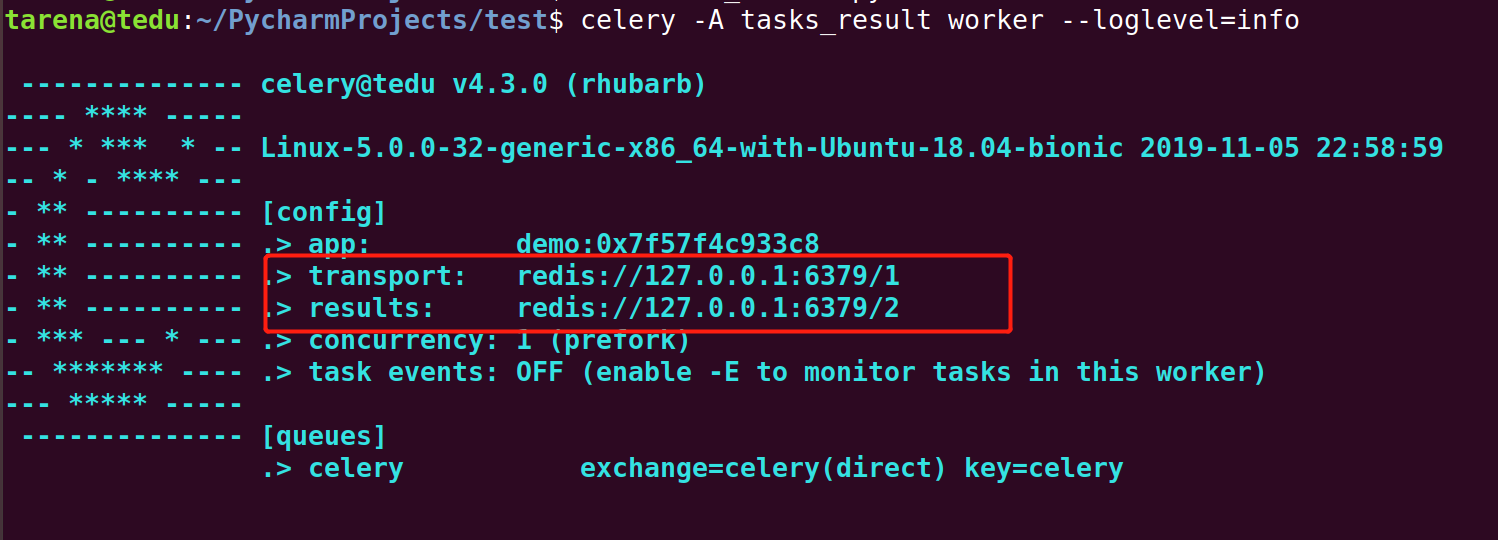 tarena@tedu:~/PycharmProjects/test$ celery -A tasks_result worker --loglevel=info
 -------------- celery@tedu v4.3.0 (rhubarb)
---- **** -----
--- * ***  * -- Linux-5.0.0-32-generic-x86_64-with-Ubuntu-18.04-bionic 2019-11-05 22:58:59
-- * - **** ---
- ** ---------- [config]
- ** ---------- .> app:         demo:0x7f57f4c933c8
- ** ---------- .> transport:   redis://127.0.0.1:6379/1
- ** ---------- .> results:     redis://127.0.0.1:6379/2
- *** --- * --- .> concurrency: 1 (prefork)
-- ******* ---- .> task events: OFF (enable -E to monitor tasks in this worker)
--- ***** -----
 -------------- [queues]
                .> celery           exchange=celery(direct) key=celery